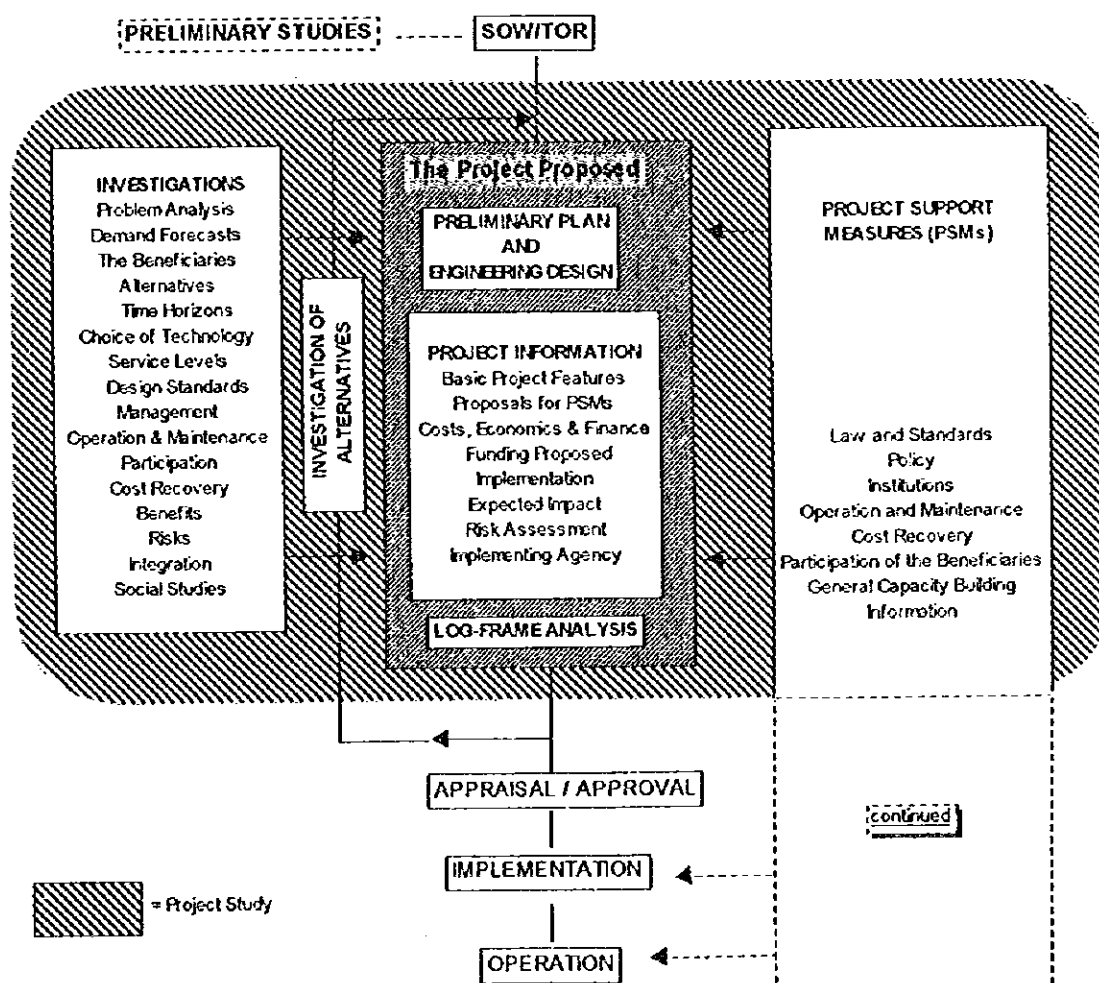 PRELIMINARY STUDIES
SOW/TOR
INVESTIGATIONS
Problem Analysis
Demand Forecasts
The Beneficiaries
Alternatives
Time Horizons
Choice of Technology
Service Levels
Design Standards
Management
Operation & Maintenance
Participation
Cost Recovery
Benefits
Risks
Integration
Social Studies
INVESTIGATION OF
ALTERNATIVES
The Project Proposed
PRELIMINARY PLAN
AND
ENGINEERING DESIGN
PROJECT INFORMATION
Basic Project Features
Proposals for PSMs
Costs, Economics & Finance
Funding Proposed
Implementation
Expected Impact
Risk Assessment
Implementing Agency
LOG-FRAME ANALYSIS
PROJECT SUPPORT
MEASURES (PSMs)
Law and Standards
Policy
Institutions
Operation and Maintenance
Cost Recovery
Participation of the Beneficiaries
General Capacity Building
Information
APPRAISAL / APPROVAL
continued
IMPLEMENTATION
= Project Study
OPERATION